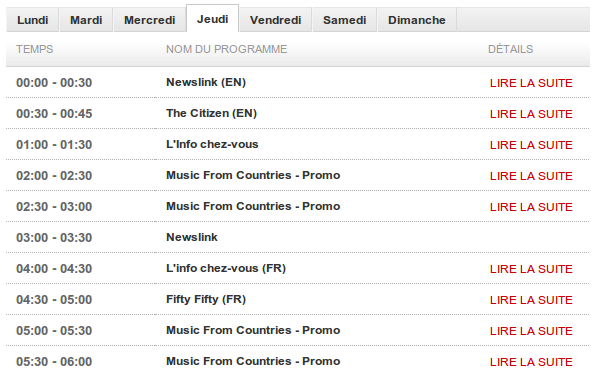 Lundi Mardi Mercredi Jeudi Vendredi Samedi Dimanche
TEMPS NOM DU PROGRAMME DÉTAILS
00:00 - 00:30 Newslink (EN) LIRE LA SUITE
00:30 - 00:45 The Citizen (EN) LIRE LA SUITE
01:00 - 01:30 L'Info chez-vous LIRE LA SUITE
02:00 - 02:30 Music From Countries - Promo LIRE LA SUITE
02:30 - 03:00 Music From Countries - Promo LIRE LA SUITE
03:00 - 03:30 Newslink
04:00 - 04:30 L'info chez-vous (FR) LIRE LA SUITE
04:30 - 05:00 Fifty Fifty (FR) LIRE LA SUITE
05:00 - 05:30 Music From Countries - Promo LIRE LA SUITE
05:30 - 06:00 Music From Countries - Promo LIRE LA SUITE